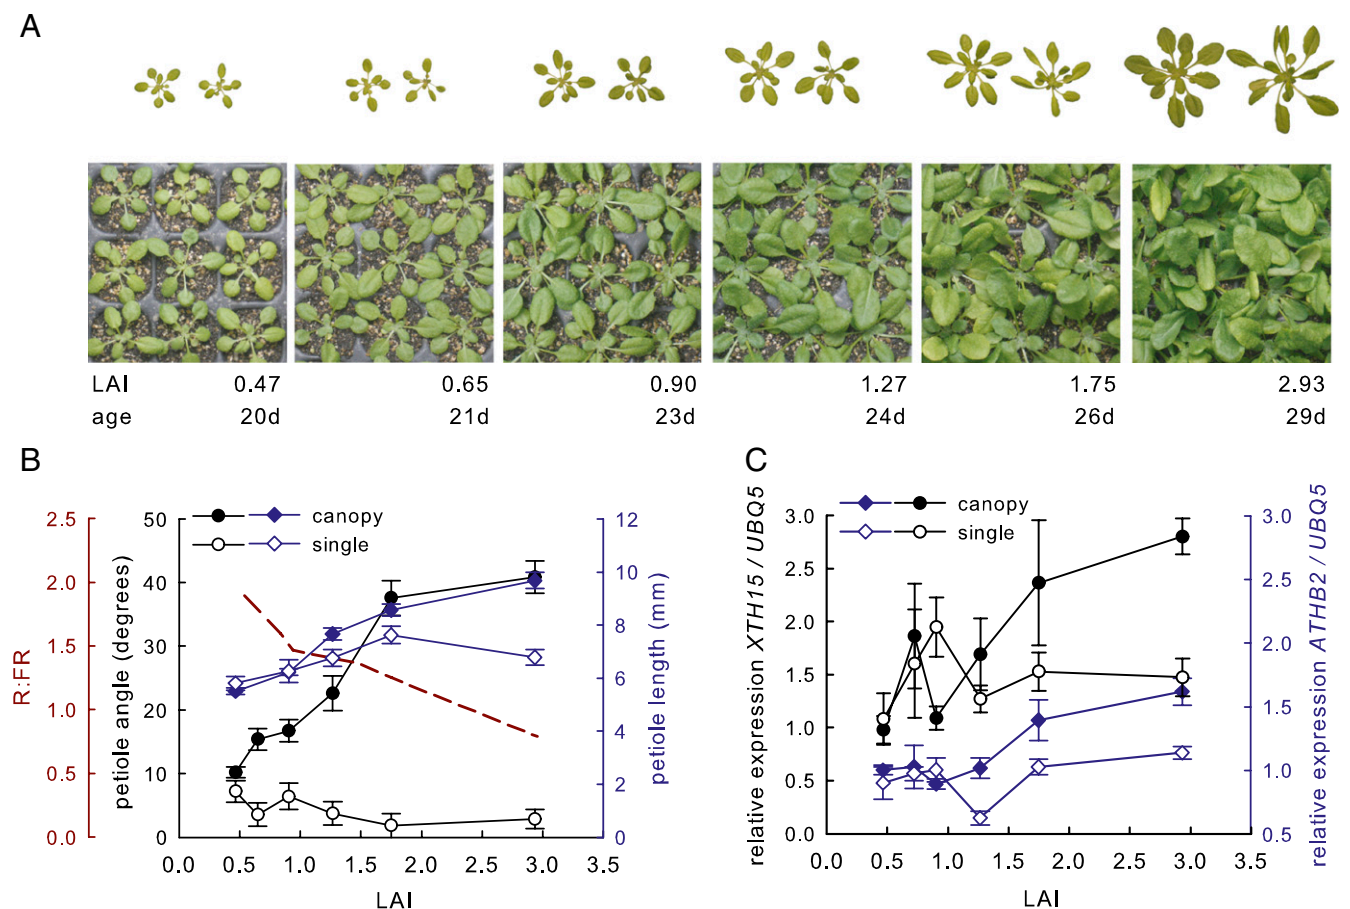 A
LAI 0.47 0.65 0.90 1.27 1.75 2.93
age 20d 21d 23d 24d 26d 29d
B
canopy
single
R:FR
2.5
2.0
1.5
1.0
0.5
0.0
petiole angle (degrees)
50
40
30
20
10
0
petiole length (mm)
12
10
8
6
4
2
0
0.0 0.5 1.0 1.5 2.0 2.5 3.0 3.5
LAI
C
canopy
single
relative expression XTH15 / UBQ5
3.0
2.5
2.0
1.5
1.0
0.5
0.0
relative expression ATHB2 / UBQ5
3.0
2.5
2.0
1.5
1.0
0.5
0.0 0.5 1.0 1.5 2.0 2.5 3.0 3.5
LAI